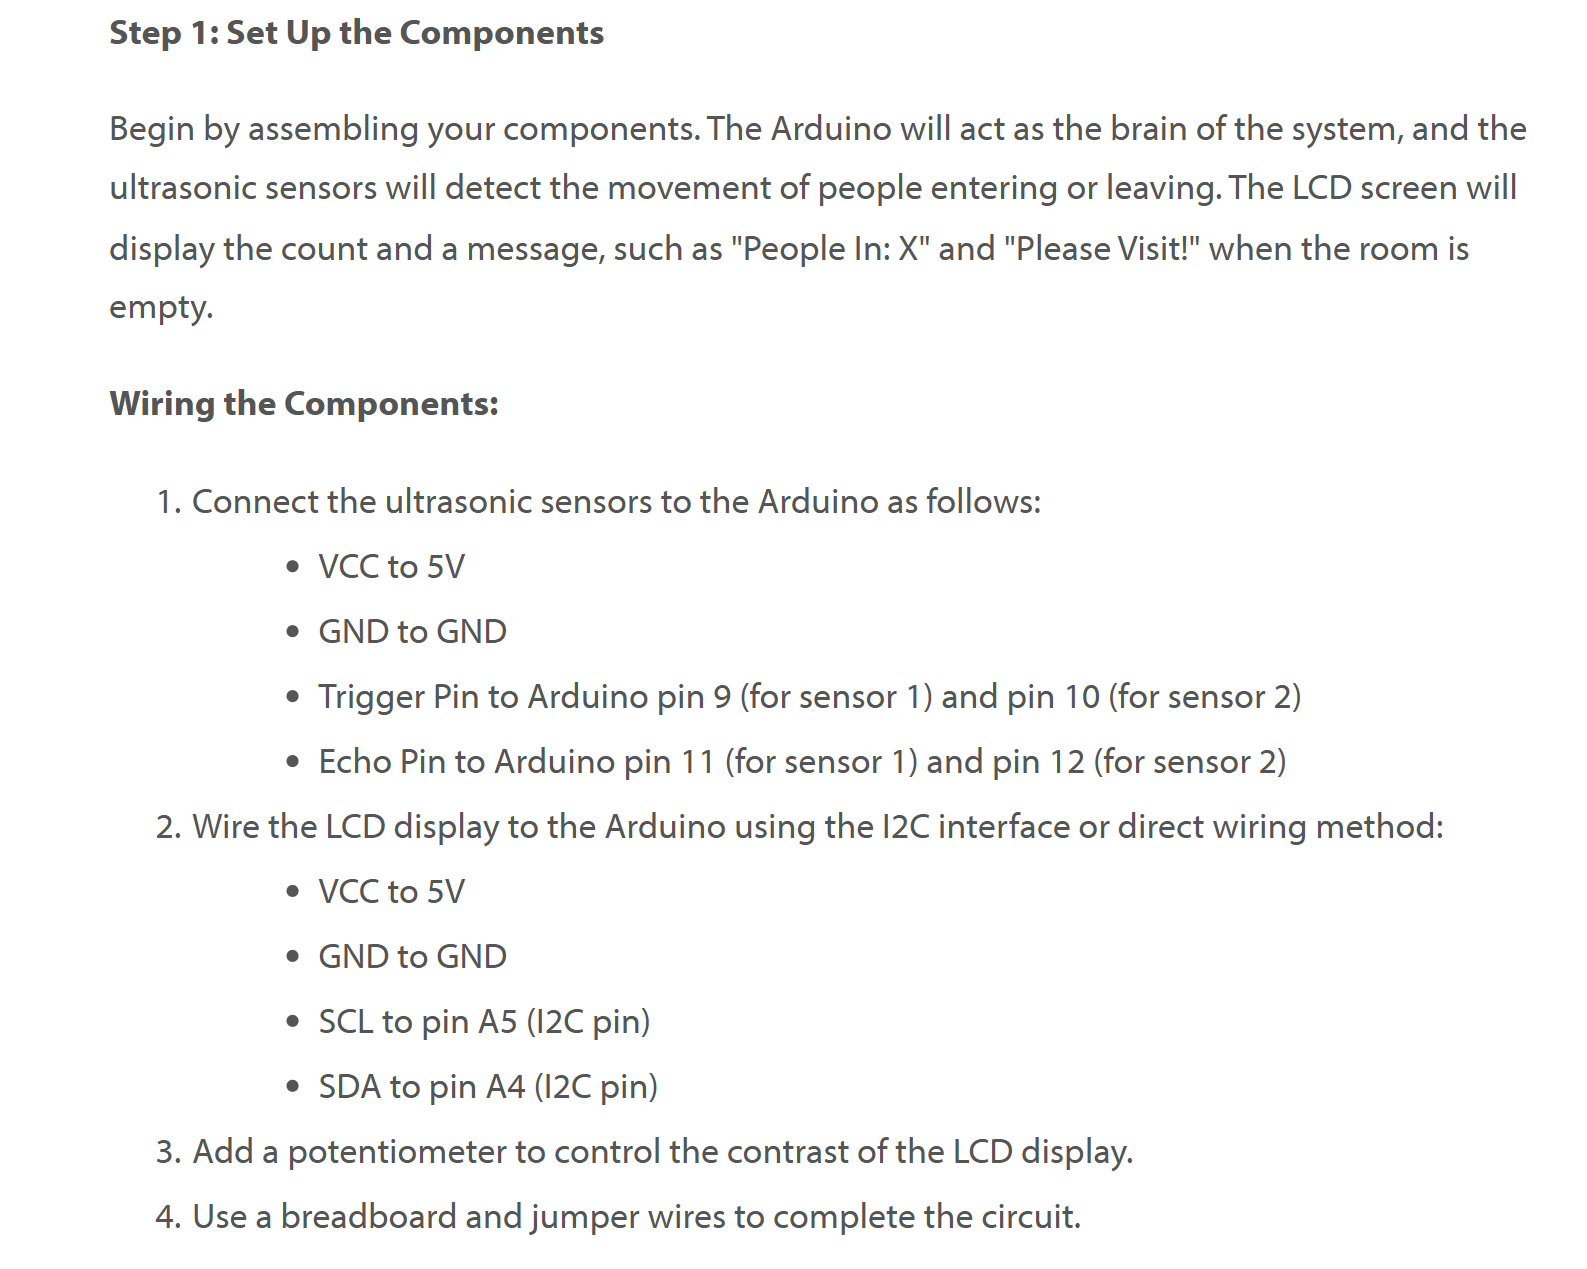 Step 1: Set Up the Components
Begin by assembling your components. The Arduino will act as the brain of the system, and the
ultrasonic sensors will detect the movement of people entering or leaving. The LCD screen will
display the count and a message, such as "People In: X" and "Please Visit!" when the room is
empty.
Wiring the Components:
1. Connect the ultrasonic sensors to the Arduino as follows:
• VCC to 5V
• GND to GND
• Trigger Pin to Arduino pin 9 (for sensor 1) and pin 10 (for sensor 2)
• Echo Pin to Arduino pin 11 (for sensor 1) and pin 12 (for sensor 2)
2. Wire the LCD display to the Arduino using the I2C interface or direct wiring method:
• VCC to 5V
• GND to GND
• SCL to pin A5 (I2C pin)
• SDA to pin A4 (I2C pin)
3. Add a potentiometer to control the contrast of the LCD display.
4. Use a breadboard and jumper wires to complete the circuit.